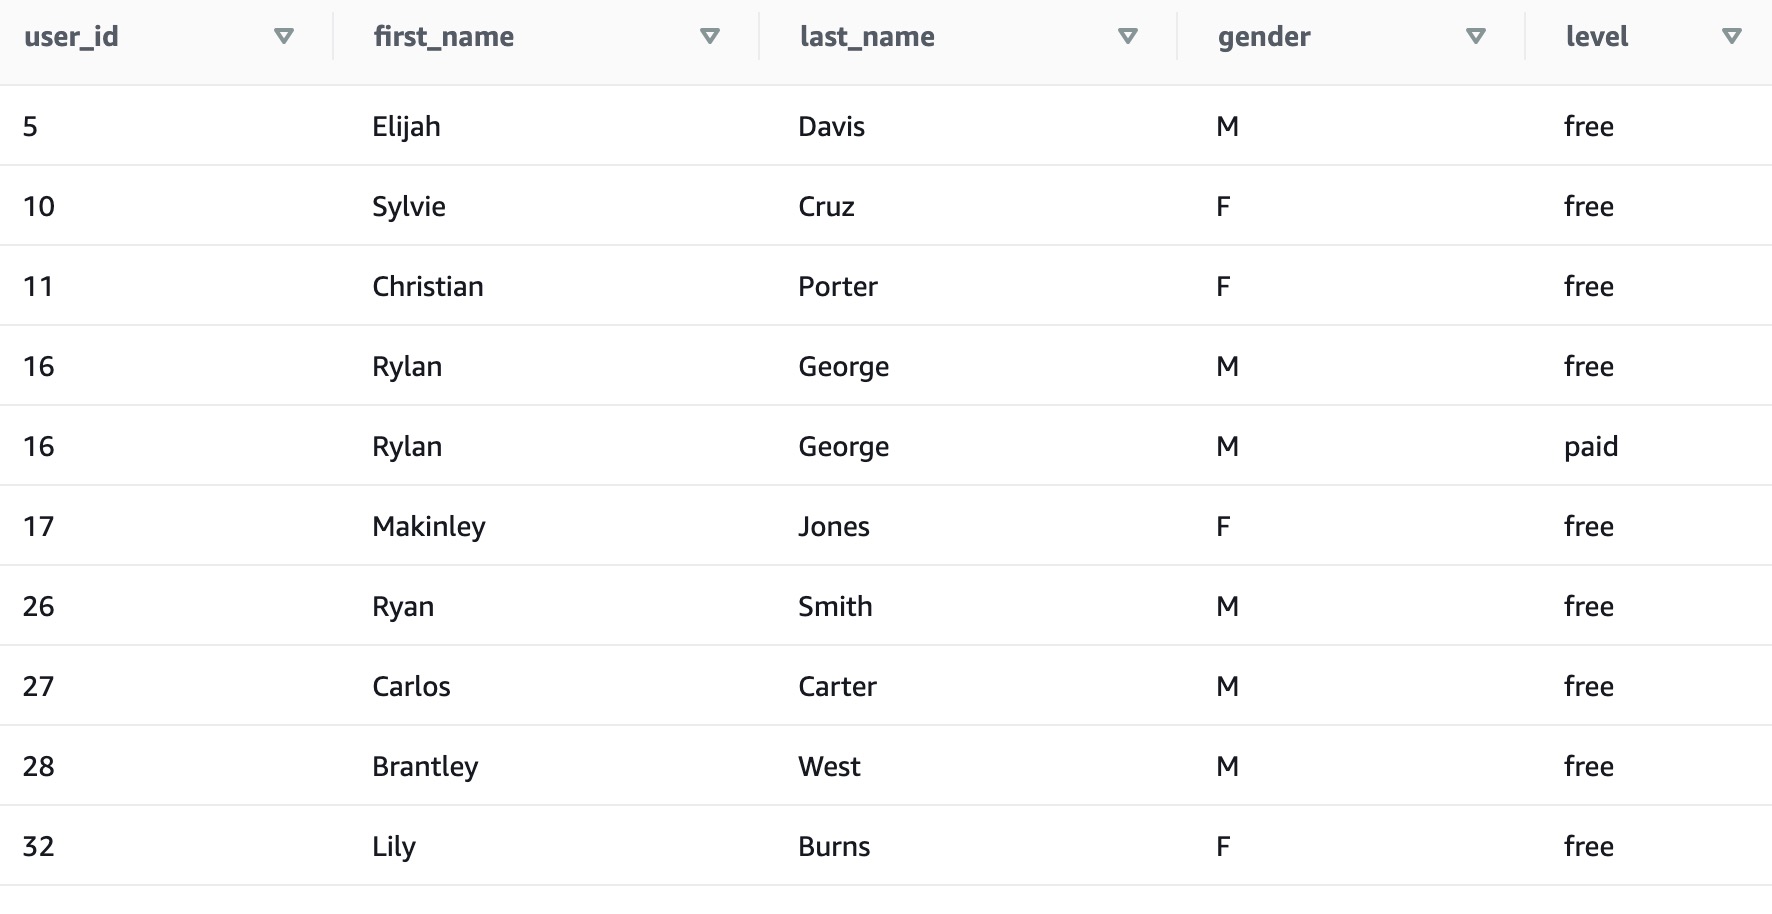 user_id first_name last_name gender level
5 Elijah Davis M free
10 Sylvie Cruz F free
11 Christian Porter F free
16 Rylan George M free
16 Rylan George M paid
17 Makinley Jones F free
26 Ryan Smith M free
27 Carlos Carter M free
28 Brantley West M free
32 Lily Burns F free